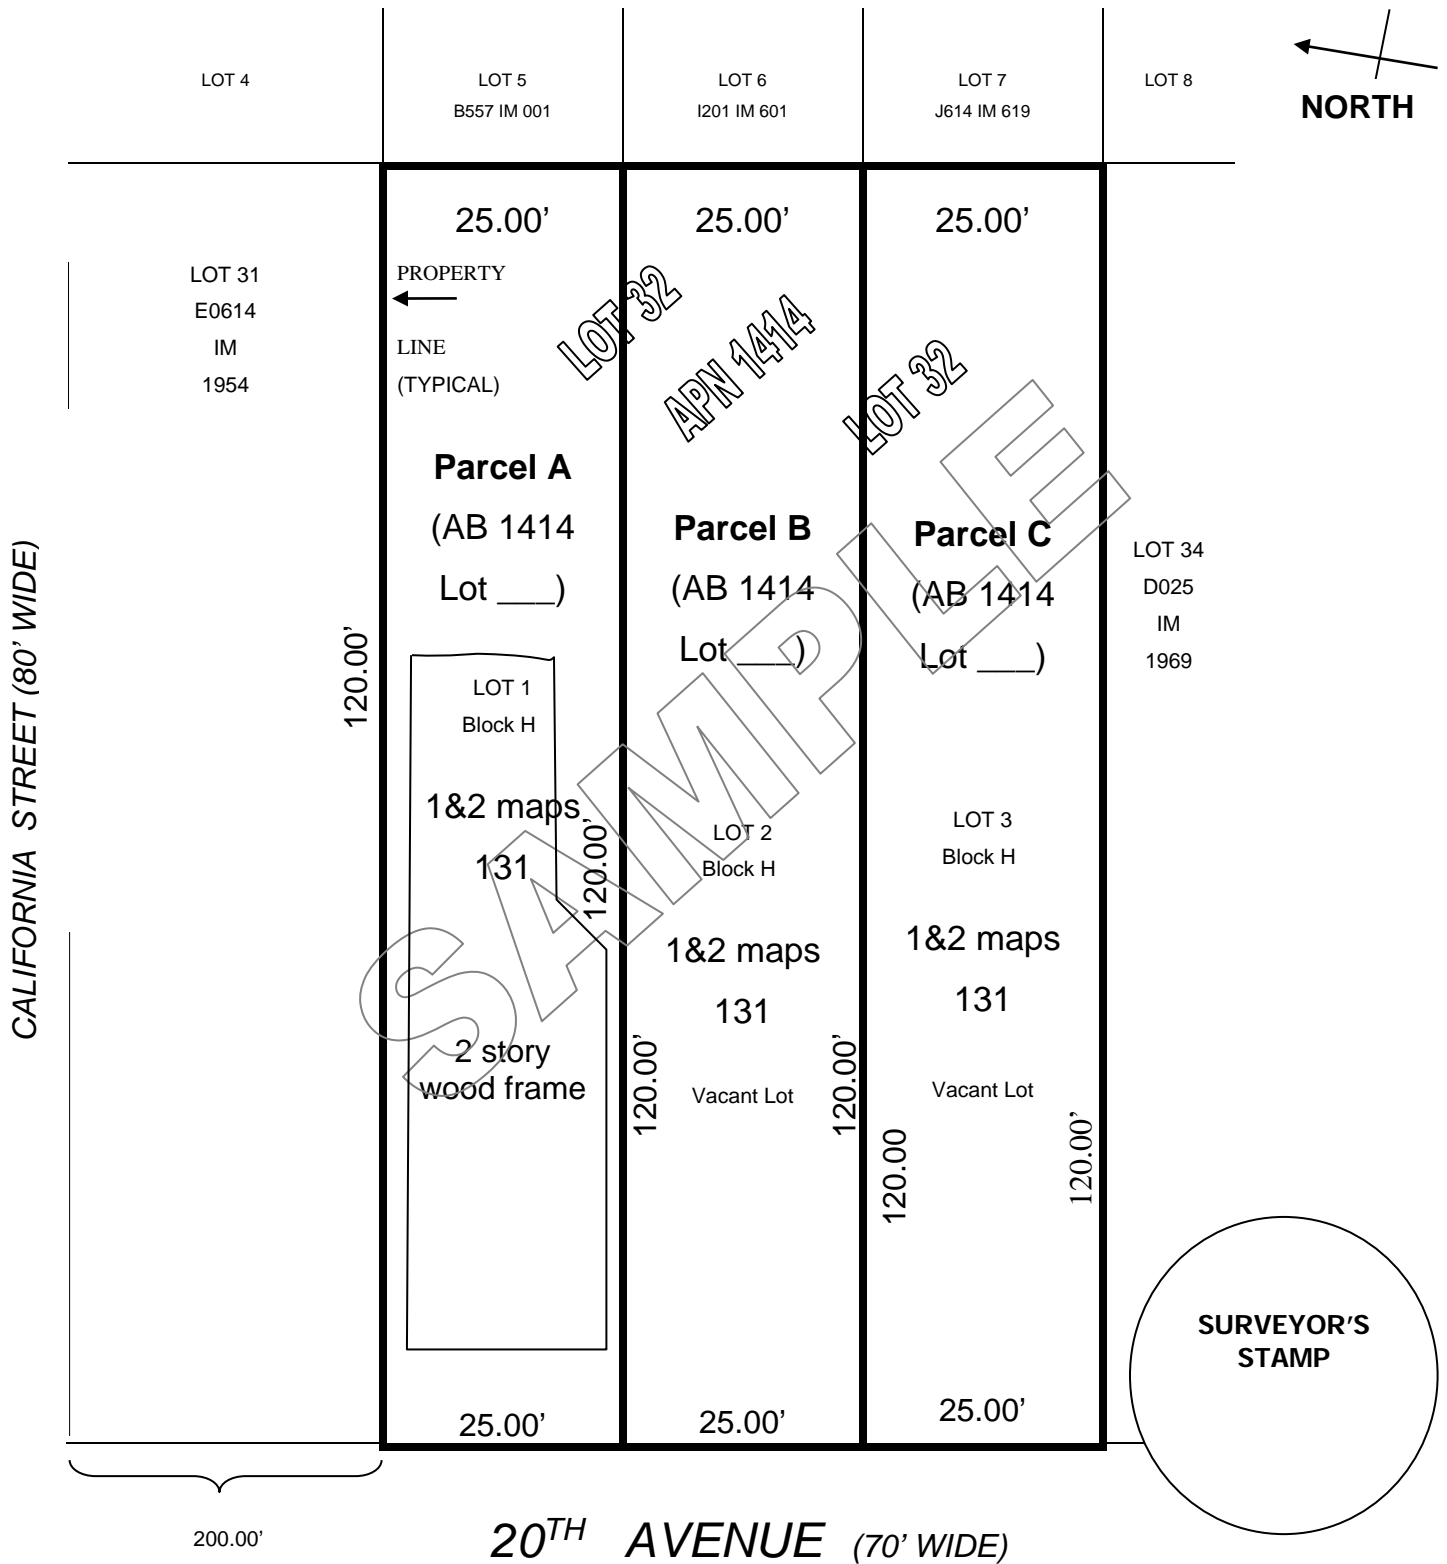 LOT 4
LOT 5
B557 IM 001
LOT 6
I201 IM 601
LOT 7
J614 IM 619
LOT 8
NORTH
25.00'
25.00'
25.00'
LOT 31
E0614
IM
1954
PROPERTY
LINE
(TYPICAL)
LOT 32
APN 1414
LOT 32
Parcel A
(AB 1414
Lot ___)
Parcel B
(AB 1414
Lot ___)
Parcel C
(AB 1414
Lot ___)
LOT 34
D025
IM
1969
CALIFORNIA STREET (80' WIDE)
120.00'
LOT 1
Block H
1&2 maps,
131
120.00'
2 story
wood frame
LOT 2
Block H
1&2 maps
131
120.00'
Vacant Lot
120.00'
LOT 3
Block H
1&2 maps
131
Vacant Lot
120.00
120.00'
SAMPLE
SURVEYOR'S
STAMP
25.00'
25.00'
25.00'
200.00'
20TH AVENUE (70' WIDE)